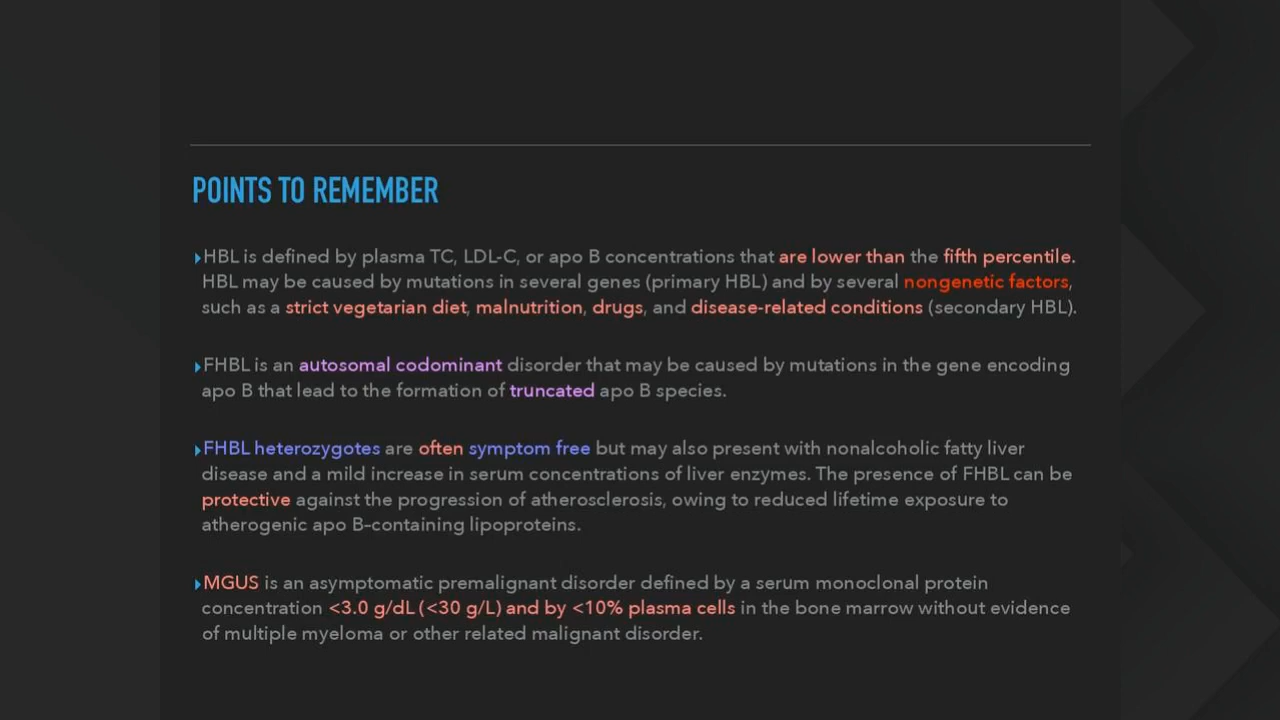 POINTS TO REMEMBER
HBL is defined by plasma TC, LDL-C, or apo B concentrations that are lower than the fifth percentile.
HBL may be caused by mutations in several genes (primary HBL) and by several nongenetic factors,
such as a strict vegetarian diet, malnutrition, drugs, and disease-related conditions (secondary HBL).
FHBL is an autosomal codominant disorder that may be caused by mutations in the gene encoding
apo B that lead to the formation of truncated apo B species.
FHBL heterozygotes are often symptom free but may also present with nonalcoholic fatty liver
disease and a mild increase in serum concentrations of liver enzymes. The presence of FHBL can be
protective against the progression of atherosclerosis, owing to reduced lifetime exposure to
atherogenic apo B–containing lipoproteins.
MGUS is an asymptomatic premalignant disorder defined by a serum monoclonal protein
concentration <3.0 g/dL (<30 g/L) and by <10% plasma cells in the bone marrow without evidence
of multiple myeloma or other related malignant disorder.